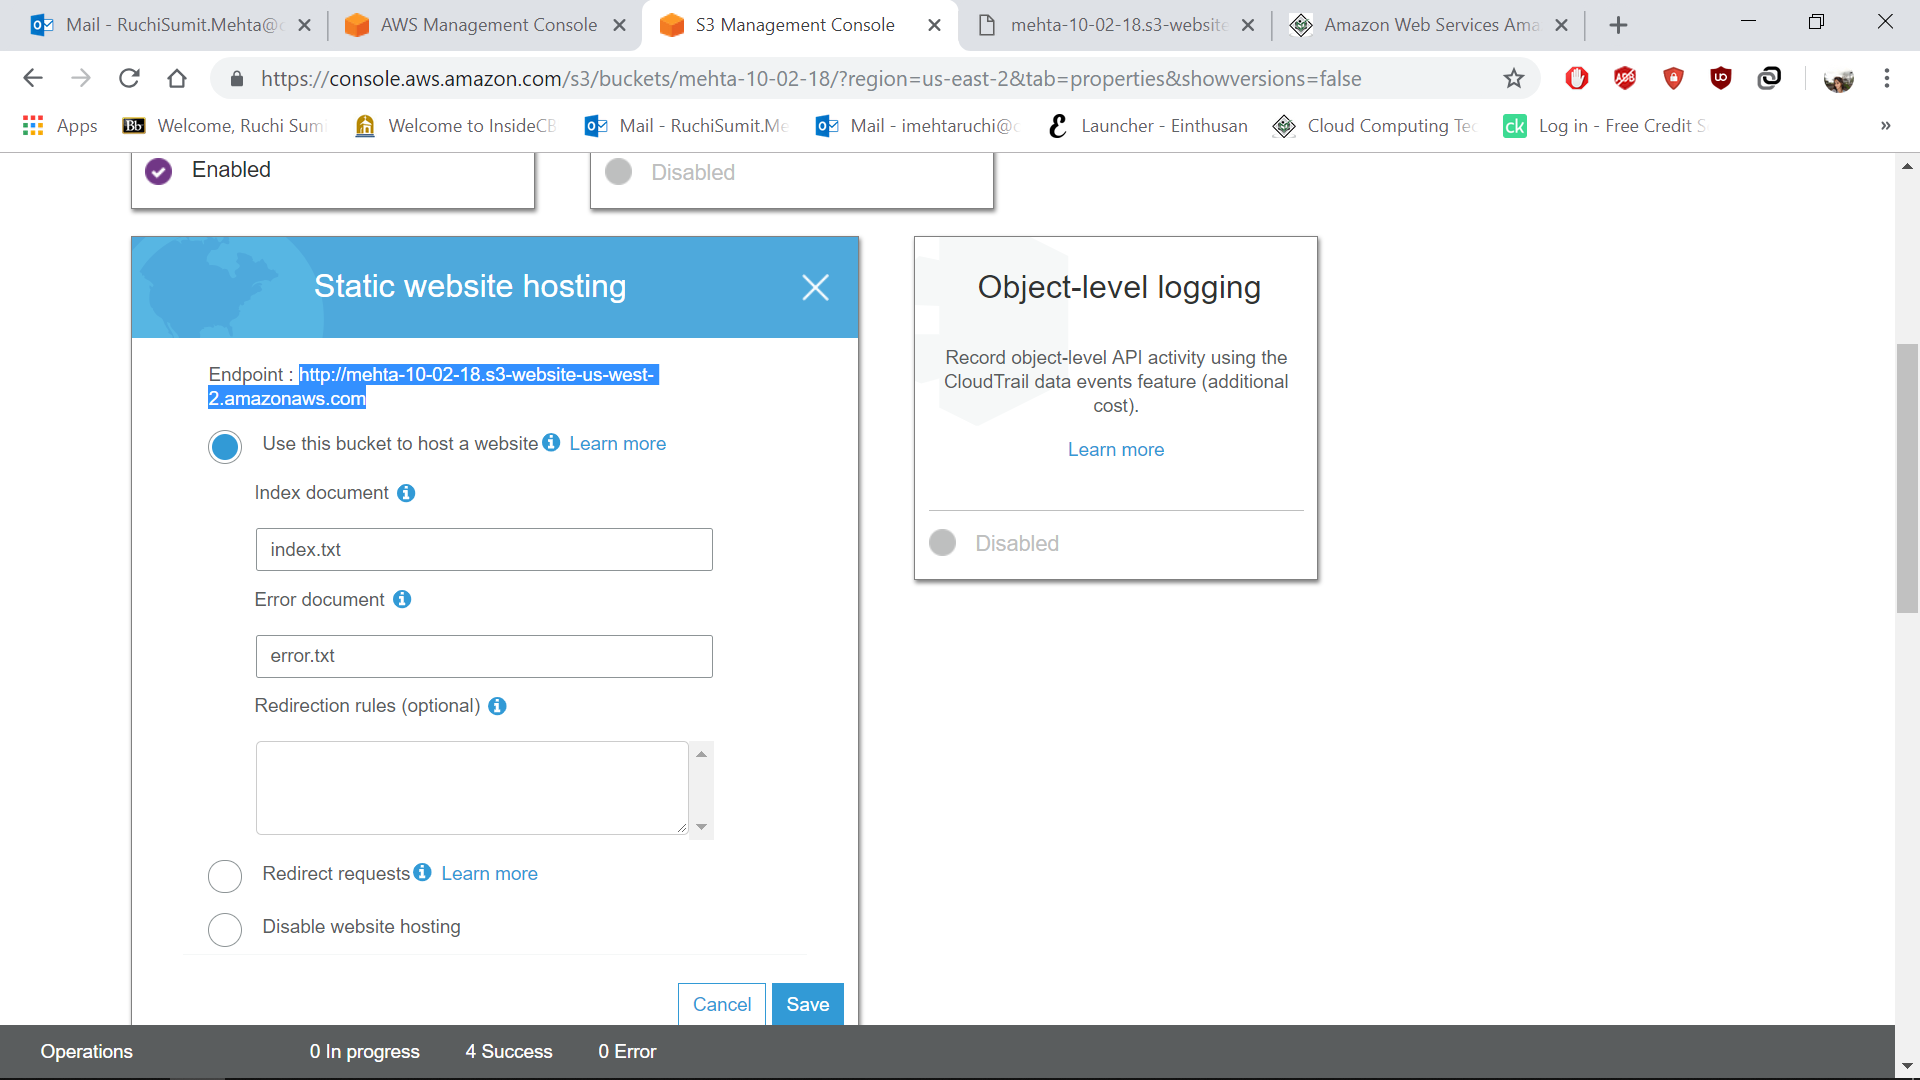 Mail - RuchiSumit.Mehta@
AWS Management Console
S3 Management Console
mehta-10-02-18.s3-website
Amazon Web Services Ama
https://console.aws.amazon.com/s3/buckets/mehta-10-02-18/?region=us-east-2&tab=properties&showversions=false
Apps
Bb Welcome, Ruchi Sumi
Welcome to InsideCB
Mail - RuchiSumit.Me
Mail - imehtaruchi@
Launcher - Einthusan
Cloud Computing Tec
ck Log in - Free Credit S
»
Enabled
Disabled
Static website hosting
Endpoint : http://mehta-10-02-18.s3-website-us-west-
2.amazonaws.com
Use this bucket to host a website Learn more
Index document
index.txt
Error document
error.txt
Redirection rules (optional)
Redirect requests Learn more
Disable website hosting
Cancel Save
Object-level logging
Record object-level API activity using the
CloudTrail data events feature (additional
cost).
Learn more
Disabled
Operations 0 In progress 4 Success 0 Error